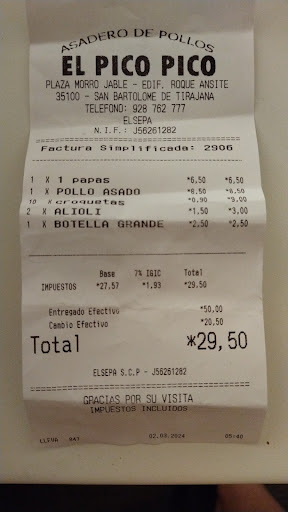 ASADERO DE POLLOS
EL PICO PICO
PLAZA MORRO JABLE - EDIF. ROQUE ANSITE
35100 - SAN BARTOLOME DE TIRAJANA
TELEFONO: 928 762 777
ELSEPA
N.I.F.: J56261282
Factura Simplificada: 2906
1 X 1 papas *6,50 *6,50
1 X POLLO ASADO *6,50 *6,50
10 X croquetas *0,90 *9,00
2 X ALIOLI *1,50 *3,00
1 X BOTELLA GRANDE *2,50 *2,50
Base 7% IGIC Total
IMPUESTOS *27,57 *1,93 *29,50
Entregado Efectivo *50,00
Cambio Efectivo *20,50
Total *29,50
ELSEPA S.C.P - J56261282
GRACIAS POR SU VISITA
IMPUESTOS INCLUIDOS
02.03.2024